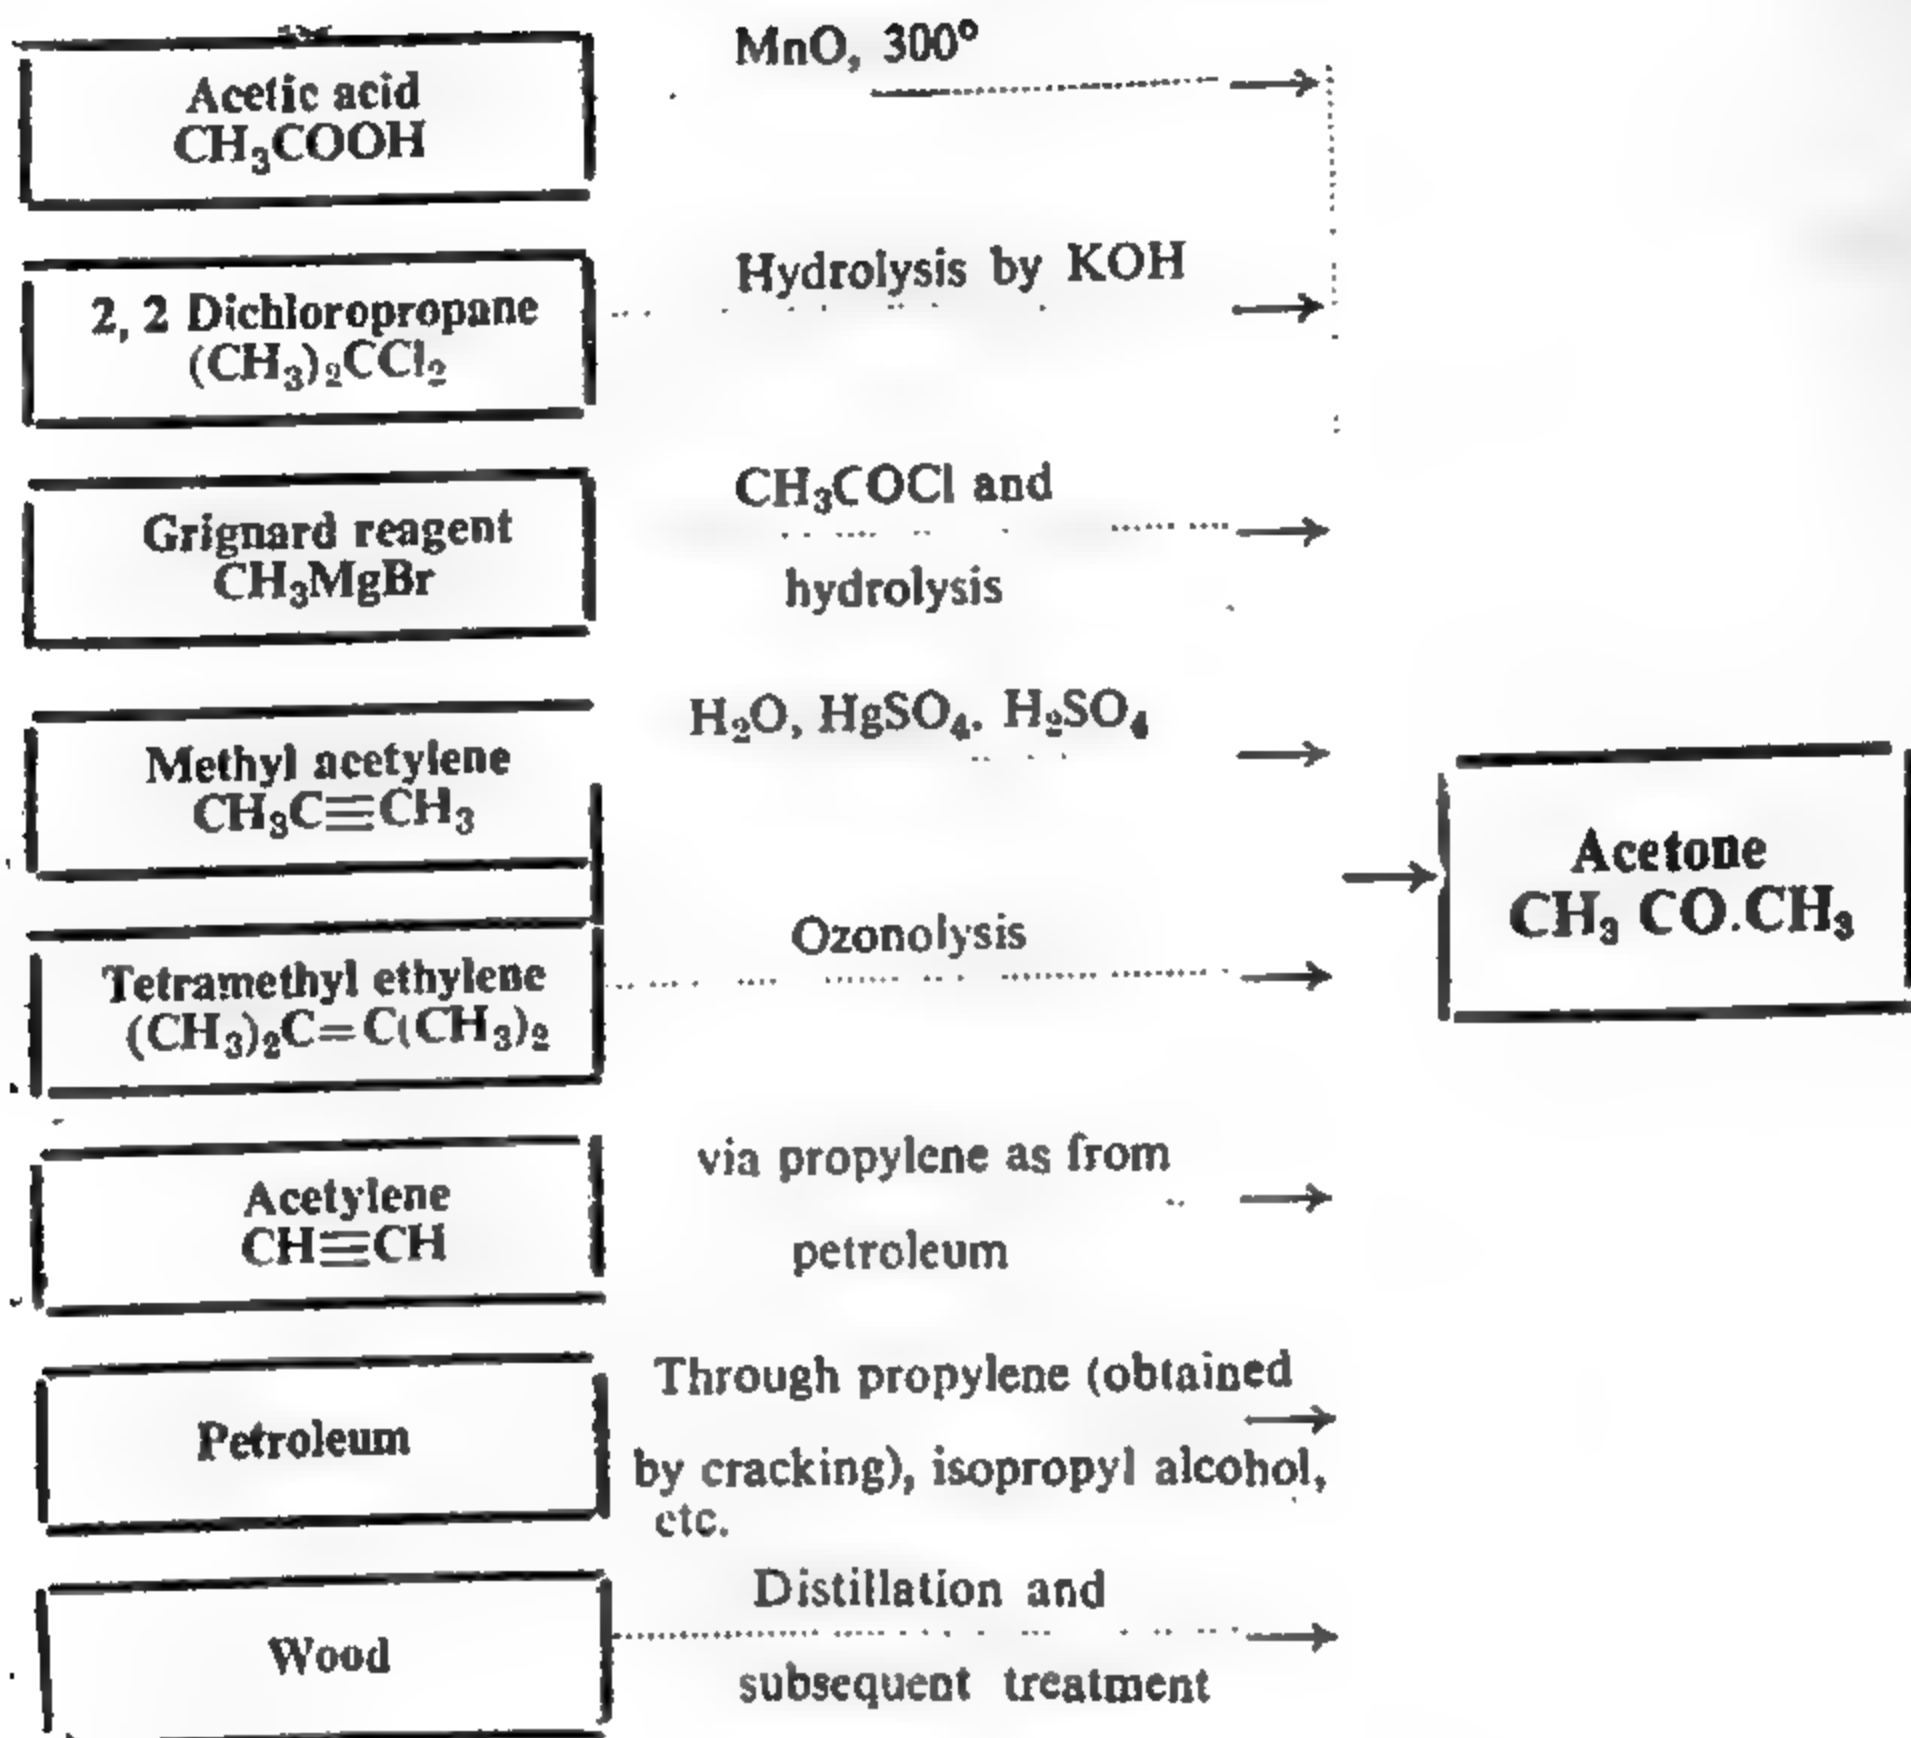 Acetic acid
CH₃COOH
MnO, 300°
2, 2 Dichloropropane
(CH₃)₂CCl₂
Hydrolysis by KOH
Grignard reagent
CH₃MgBr
CH₃COCl and
hydrolysis
Methyl acetylene
CH₃C≡CH₃
H₂O, HgSO₄. H₂SO₄
Tetramethyl ethylene
(CH₃)₂C=C(CH₃)₂
Ozonolysis
Acetylene
CH≡CH
via propylene as from
petroleum
Petroleum
Through propylene (obtained
by cracking), isopropyl alcohol,
etc.
Wood
Distillation and
subsequent treatment
Acetone
CH₃ CO.CH₃